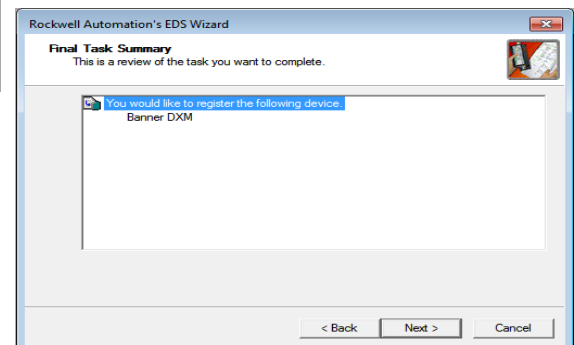 Rockwell Automation's EDS Wizard
Final Task Summary
This is a review of the task you want to complete.
You would like to register the following device.
Banner DXM
< Back
Next >
Cancel